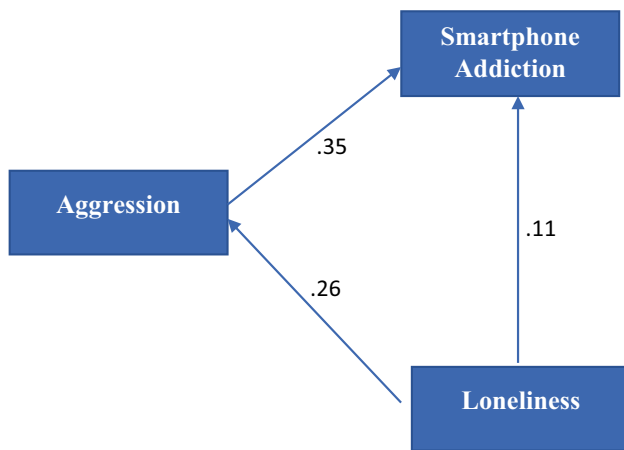 Smartphone
Addiction
.35
Aggression
.11
.26
Loneliness